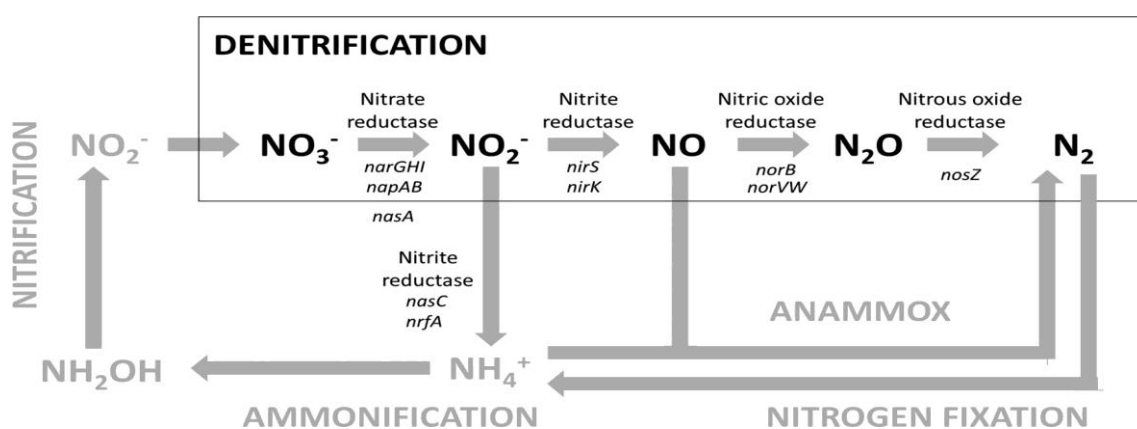 DENITRIFICATION
Nitrate
reductase
Nitrite
reductase
Nitric oxide
reductase
Nitrous oxide
reductase
NO₂⁻
NO₃⁻
NO₂⁻
NO
N₂O
N₂
narGHI
napAB
nasA
nirS
nirK
norB
norVW
nosZ
NITRIFICATION
Nitrite
reductase
nasC
nrfA
ANAMMOX
NH₂OH
NH₄⁺
AMMONIFICATION
NITROGEN FIXATION